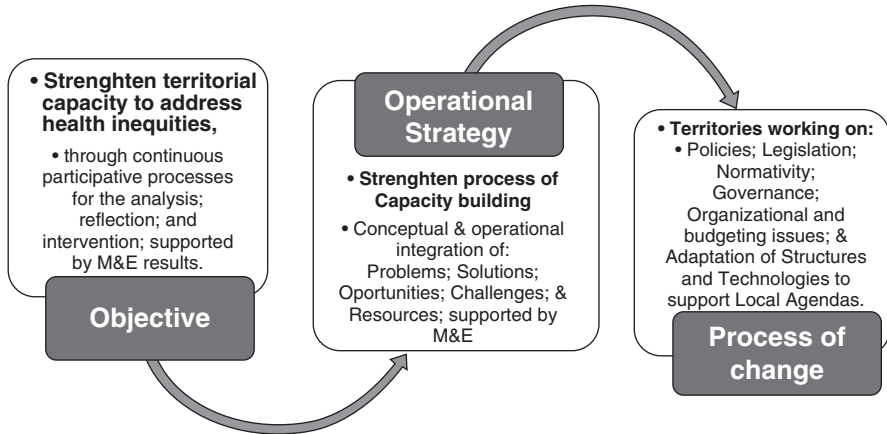 • Strenghten territorial
capacity to address
health inequities,
• through continuous
participative processes
for the analysis;
reflection; and
intervention; supported
by M&E results.
Objective
Operational
Strategy
• Strenghten process of
Capacity building
• Conceptual & operational
integration of:
Problems; Solutions;
Oportunities; Challenges; &
Resources; supported by
M&E
• Territories working on:
• Policies; Legislation;
Normativity;
Governance;
Organizational and
budgeting issues; &
Adaptation of Structures
and Technologies to
support Local Agendas.
Process of
change